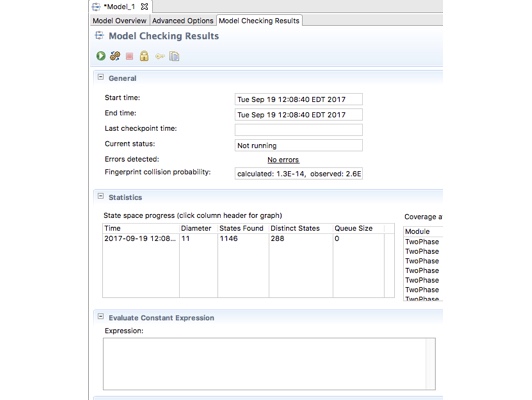 *Model_1
Model Overview Advanced Options Model Checking Results
Model Checking Results
General
Start time: Tue Sep 19 12:08:40 EDT 2017
End time: Tue Sep 19 12:08:40 EDT 2017
Last checkpoint time:
Current status: Not running
Errors detected: No errors
Fingerprint collision probability: calculated: 1.3E-14, observed: 2.6E
Statistics
State space progress (click column header for graph) Coverage a
Time Diameter States Found Distinct States Queue Size Module
2017-09-19 12:08... 11 1146 288 0 TwoPhase
TwoPhase
TwoPhase
TwoPhase
TwoPhase
TwoPhase
TwoPhase
Evaluate Constant Expression
Expression: